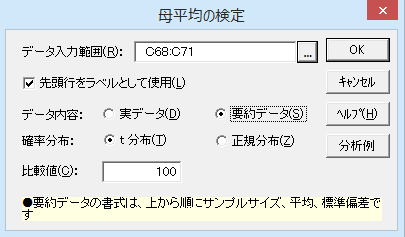 母平均の検定
データ入力範囲(R): C68:C71 ... OK
先頭行をラベルとして使用(L) ｷｬﾝｾﾙ
データ内容: 実データ(D) 要約データ(S) ﾍﾙﾌﾟ(H)
確率分布: t 分布(T) 正規分布(Z) 分析例
比較値(C): 100
●要約データの書式は、上から順にサンプルサイズ、平均、標準偏差で
す